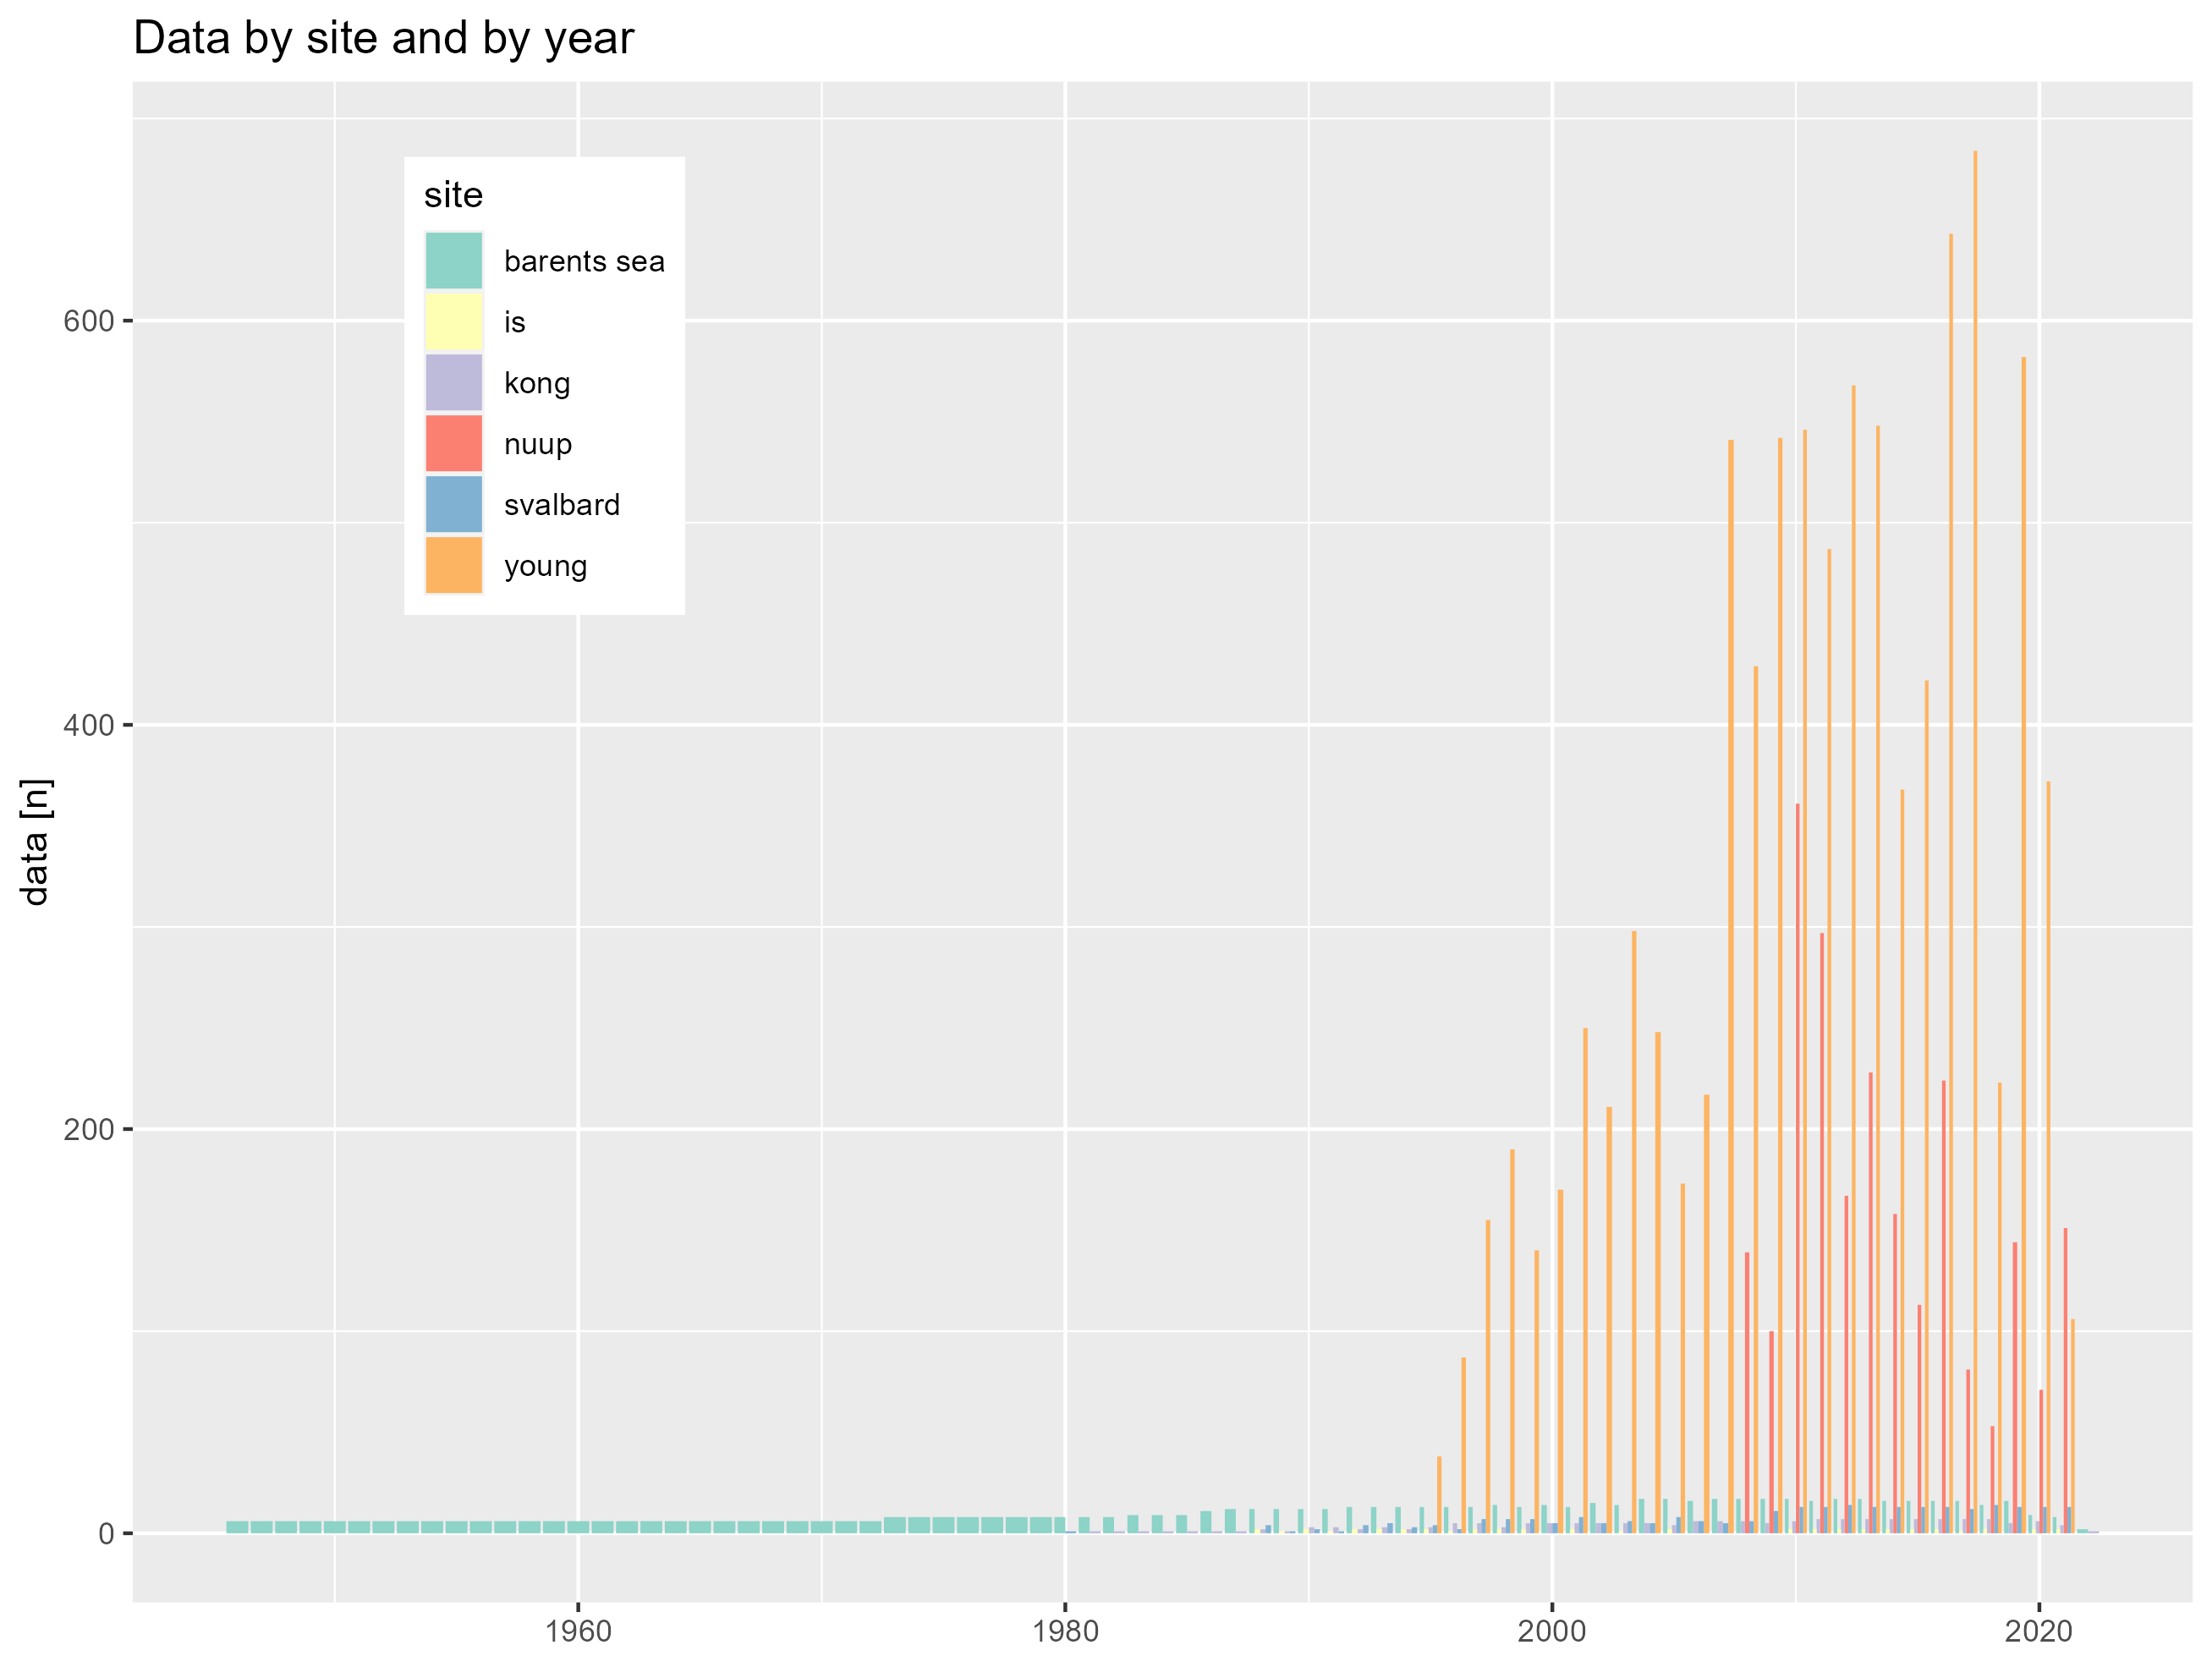 Data by site and by year
site
barents sea
is
kong
nuup
svalbard
young
600
400
200
0
data [n]
1960 1980 2000 2020